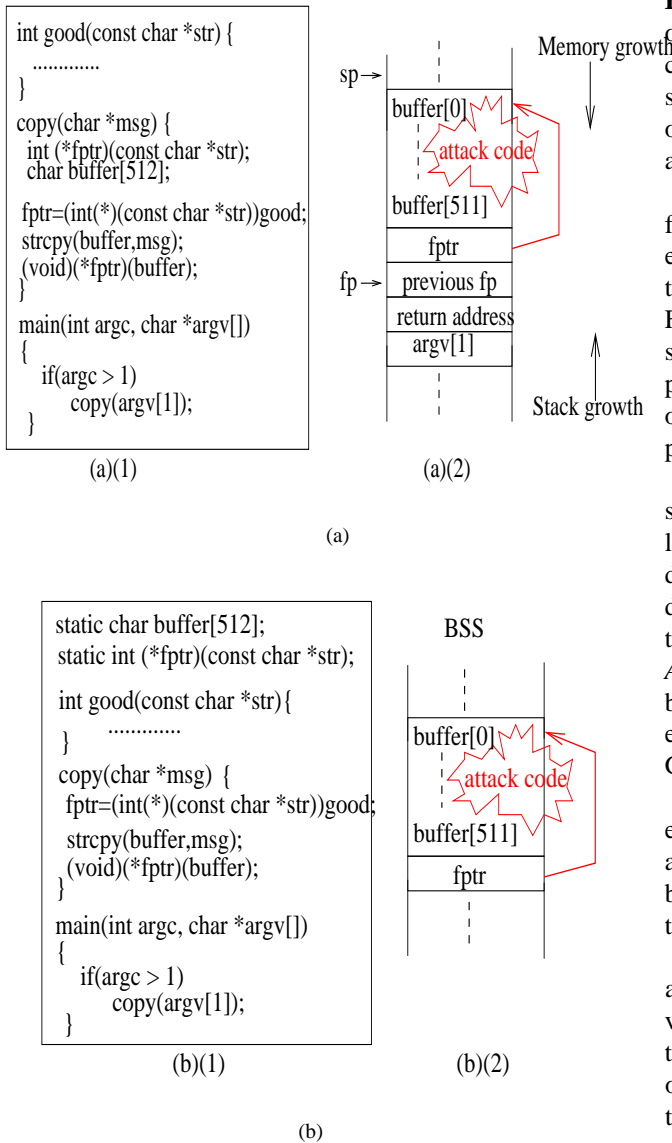 int good(const char *str) {
.............
}
copy(char *msg) {
int (*fptr)(const char *str);
char buffer[512];
fptr=(int(*)(const char *str))good;
strcpy(buffer,msg);
(void)(*fptr)(buffer);
}
main(int argc, char *argv[])
{
if(argc > 1)
copy(argv[1]);
}
(a)(1)
sp
buffer[0]
attack code
buffer[511]
fptr
fp
previous fp
return address
argv[1]
Memory growth
Stack growth
(a)(2)
(a)
static char buffer[512];
static int (*fptr)(const char *str);
int good(const char *str){
.............
}
copy(char *msg) {
fptr=(int(*)(const char *str))good;
strcpy(buffer,msg);
(void)(*fptr)(buffer);
}
main(int argc, char *argv[])
{
if(argc > 1)
copy(argv[1]);
}
(b)(1)
BSS
buffer[0]
attack code
buffer[511]
fptr
(b)(2)
(b)